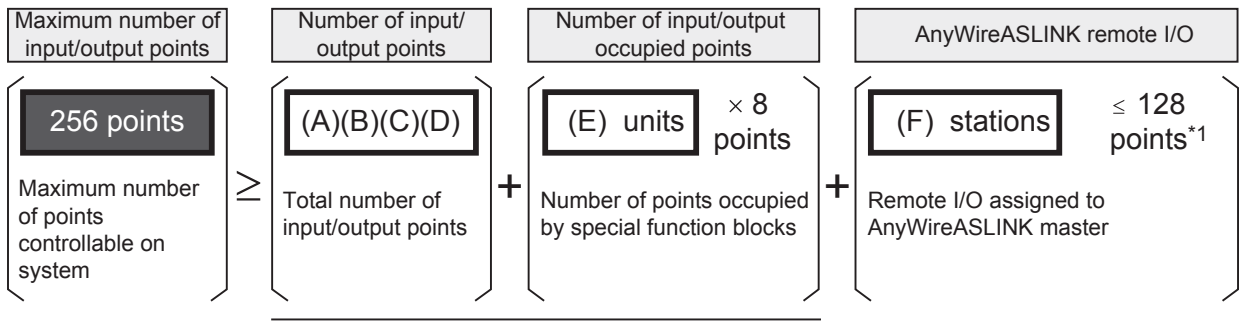 Maximum number of
input/output points
Number of input/
output points
Number of input/output
occupied points
AnyWireASLINK remote I/O
256 points
Maximum number
of points
controllable on
system
≥
(A)(B)(C)(D)
Total number of
input/output points
+
(E) units
× 8
points
Number of points occupied
by special function blocks
+
(F) stations
≤ 128
points*1
Remote I/O assigned to
AnyWireASLINK master